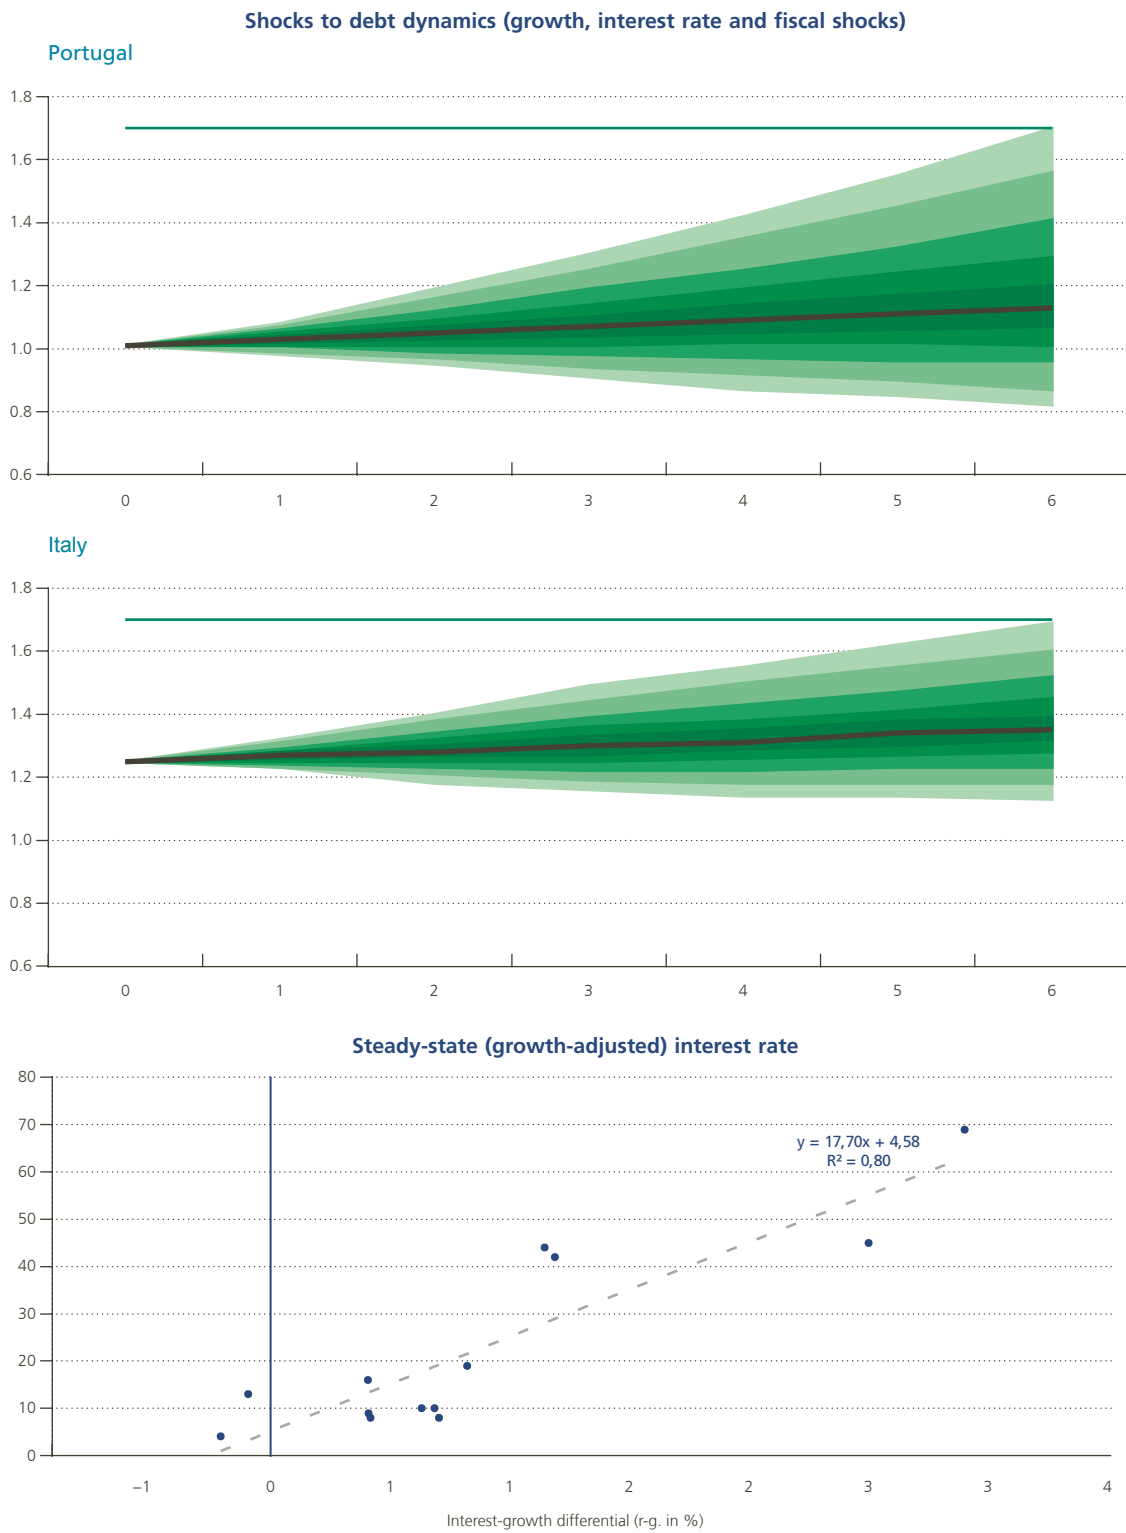 Shocks to debt dynamics (growth, interest rate and fiscal shocks)
Portugal
1.8
1.6
1.4
1.2
1.0
0.8
0.6
0 1 2 3 4 5 6
Italy
1.8
1.6
1.4
1.2
1.0
0.8
0.6
0 1 2 3 4 5 6
Steady-state (growth-adjusted) interest rate
80
70
y = 17,70x + 4,58
R² = 0,80
60
50
40
30
20
10
0
–1 0 1 1 2 2 3 3 4
Interest-growth differential (r-g. in %)